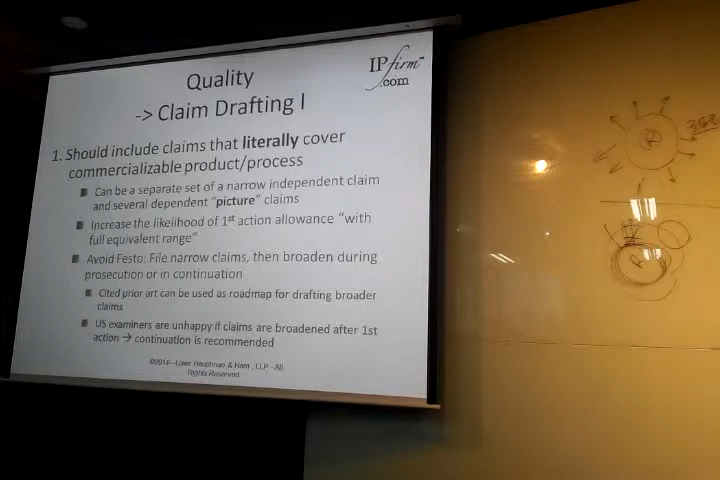 Quality
-> Claim Drafting I
IPfirm
.com
1. Should include claims that literally cover
commercializable product/process
Can be a separate set of a narrow independent claim
and several dependent “picture” claims
Increase the likelihood of 1st action allowance “with
full equivalent range”
Avoid Festo: File narrow claims, then broaden during
prosecution or in continuation
Cited prior art can be used as roadmap for drafting broader
claims
US examiners are unhappy if claims are broadened after 1st
action → continuation is recommended
©2014—Lowe Hauptman & Ham, LLP - All
Rights Reserved
R
R